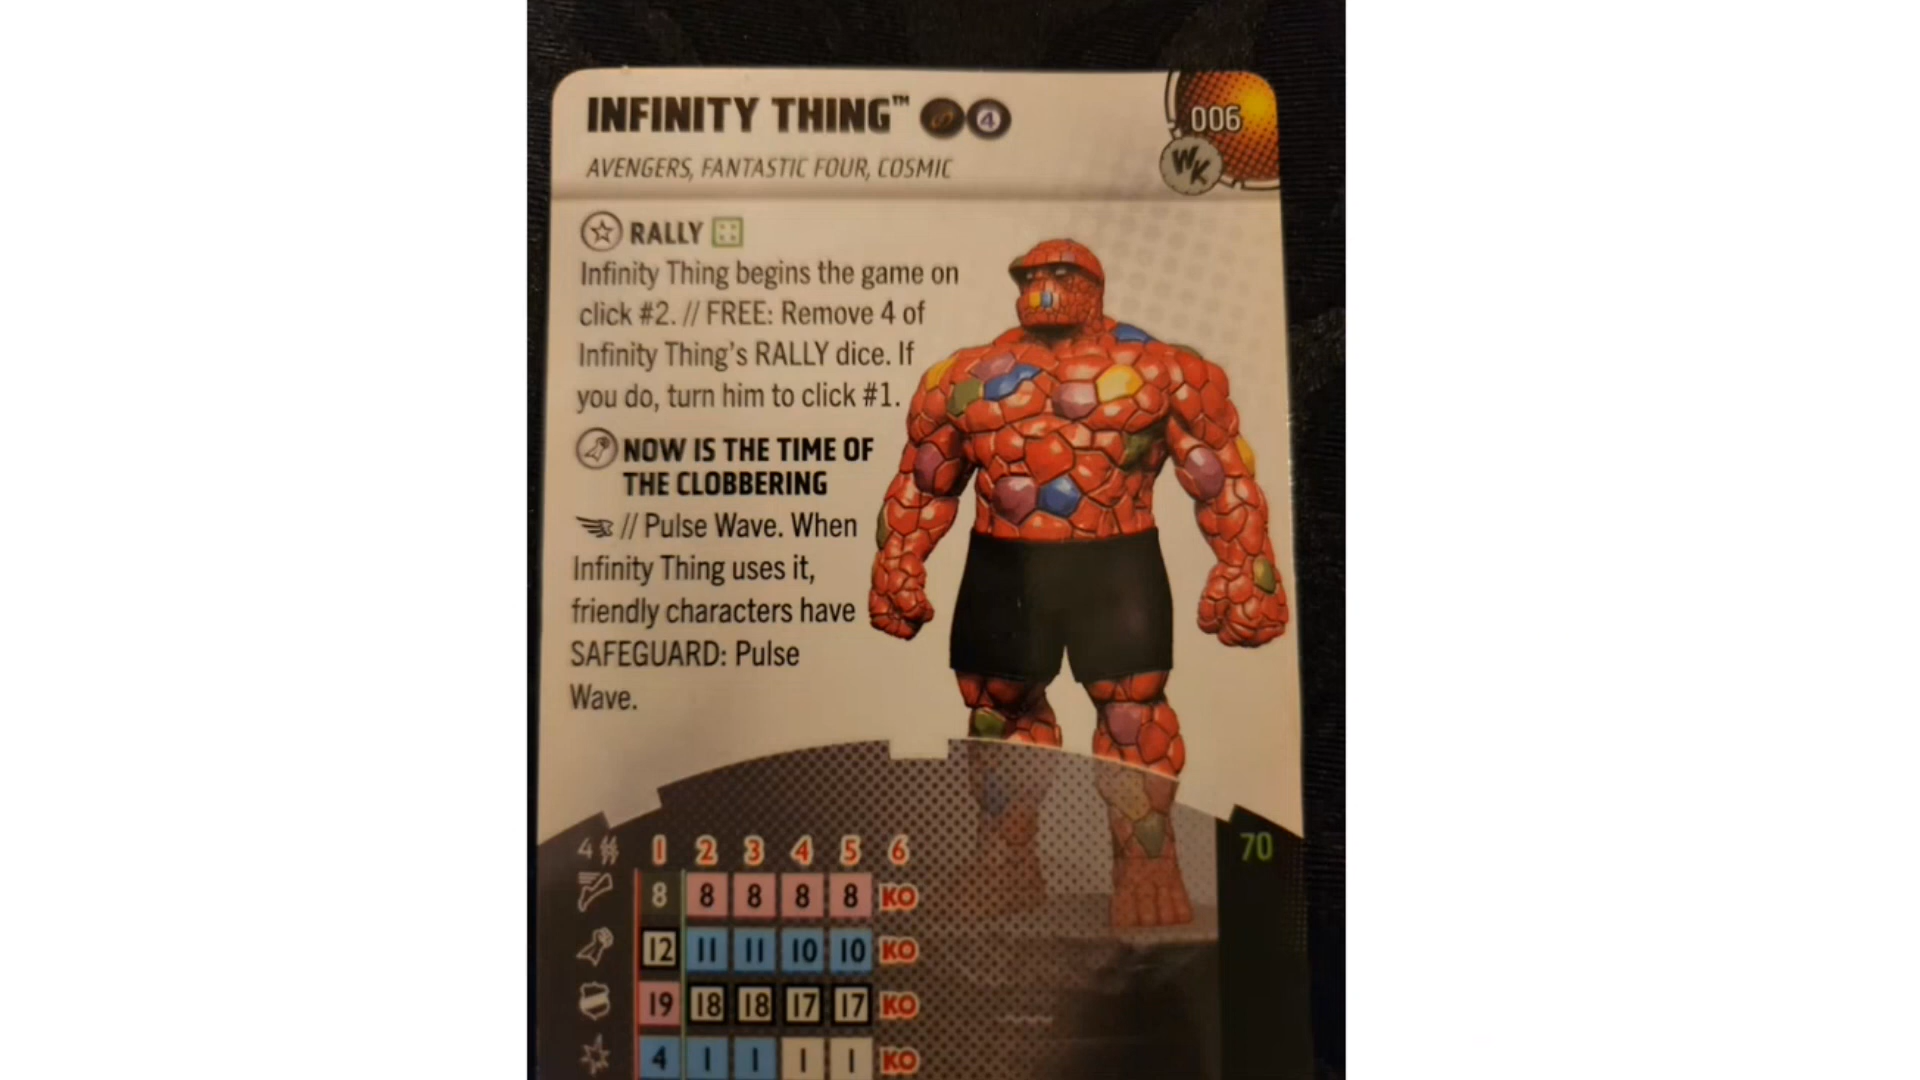 INFINITY THING™ 4
006
AVENGERS, FANTASTIC FOUR, COSMIC
WK
RALLY
Infinity Thing begins the game on
click #2. // FREE: Remove 4 of
Infinity Thing's RALLY dice. If
you do, turn him to click #1.
NOW IS THE TIME OF
THE CLOBBERING
// Pulse Wave. When
Infinity Thing uses it,
friendly characters have
SAFEGUARD: Pulse
Wave.
70
4 1 2 3 4 5 6
8 8 8 8 8 KO
12 11 11 10 10 KO
19 18 18 17 17 KO
4 1 1 1 1 KO